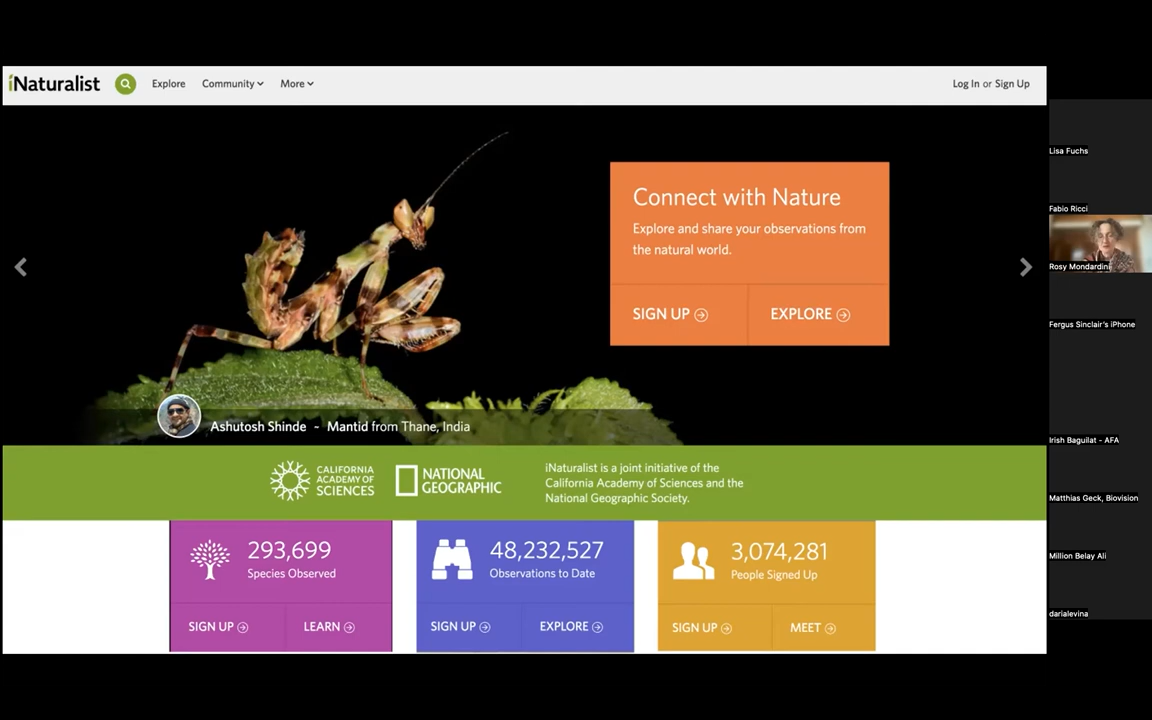 iNaturalist
Explore
Community
More
Log In or Sign Up
Connect with Nature
Explore and share your observations from
the natural world.
SIGN UP
EXPLORE
Ashutosh Shinde ~ Mantid from Thane, India
CALIFORNIA
ACADEMY OF
SCIENCES
NATIONAL
GEOGRAPHIC
iNaturalist is a joint initiative of the
California Academy of Sciences and the
National Geographic Society.
293,699
Species Observed
SIGN UP
LEARN
48,232,527
Observations to Date
SIGN UP
EXPLORE
3,074,281
People Signed Up
SIGN UP
MEET
Lisa Fuchs
Fabio Ricci
Rosy Mondardini
Fergus Sinclair's iPhone
Irish Baguilat - AFA
Matthias Geck, Biovision
Million Belay Ali
darialevina